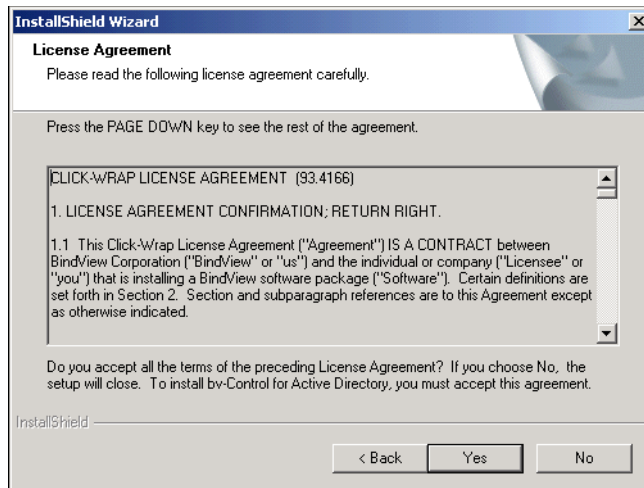 InstallShield Wizard
License Agreement
Please read the following license agreement carefully.
Press the PAGE DOWN key to see the rest of the agreement.
CLICK-WRAP LICENSE AGREEMENT (93.4166)
1. LICENSE AGREEMENT CONFIRMATION; RETURN RIGHT.
1.1 This Click-Wrap License Agreement ("Agreement") IS A CONTRACT between
BindView Corporation ("BindView" or "us") and the individual or company ("Licensee" or
"you") that is installing a BindView software package ("Software"). Certain definitions are
set forth in Section 2. Section and subparagraph references are to this Agreement except
as otherwise indicated.
Do you accept all the terms of the preceding License Agreement? If you choose No, the
setup will close. To install bv-Control for Active Directory, you must accept this agreement.
InstallShield
< Back Yes No